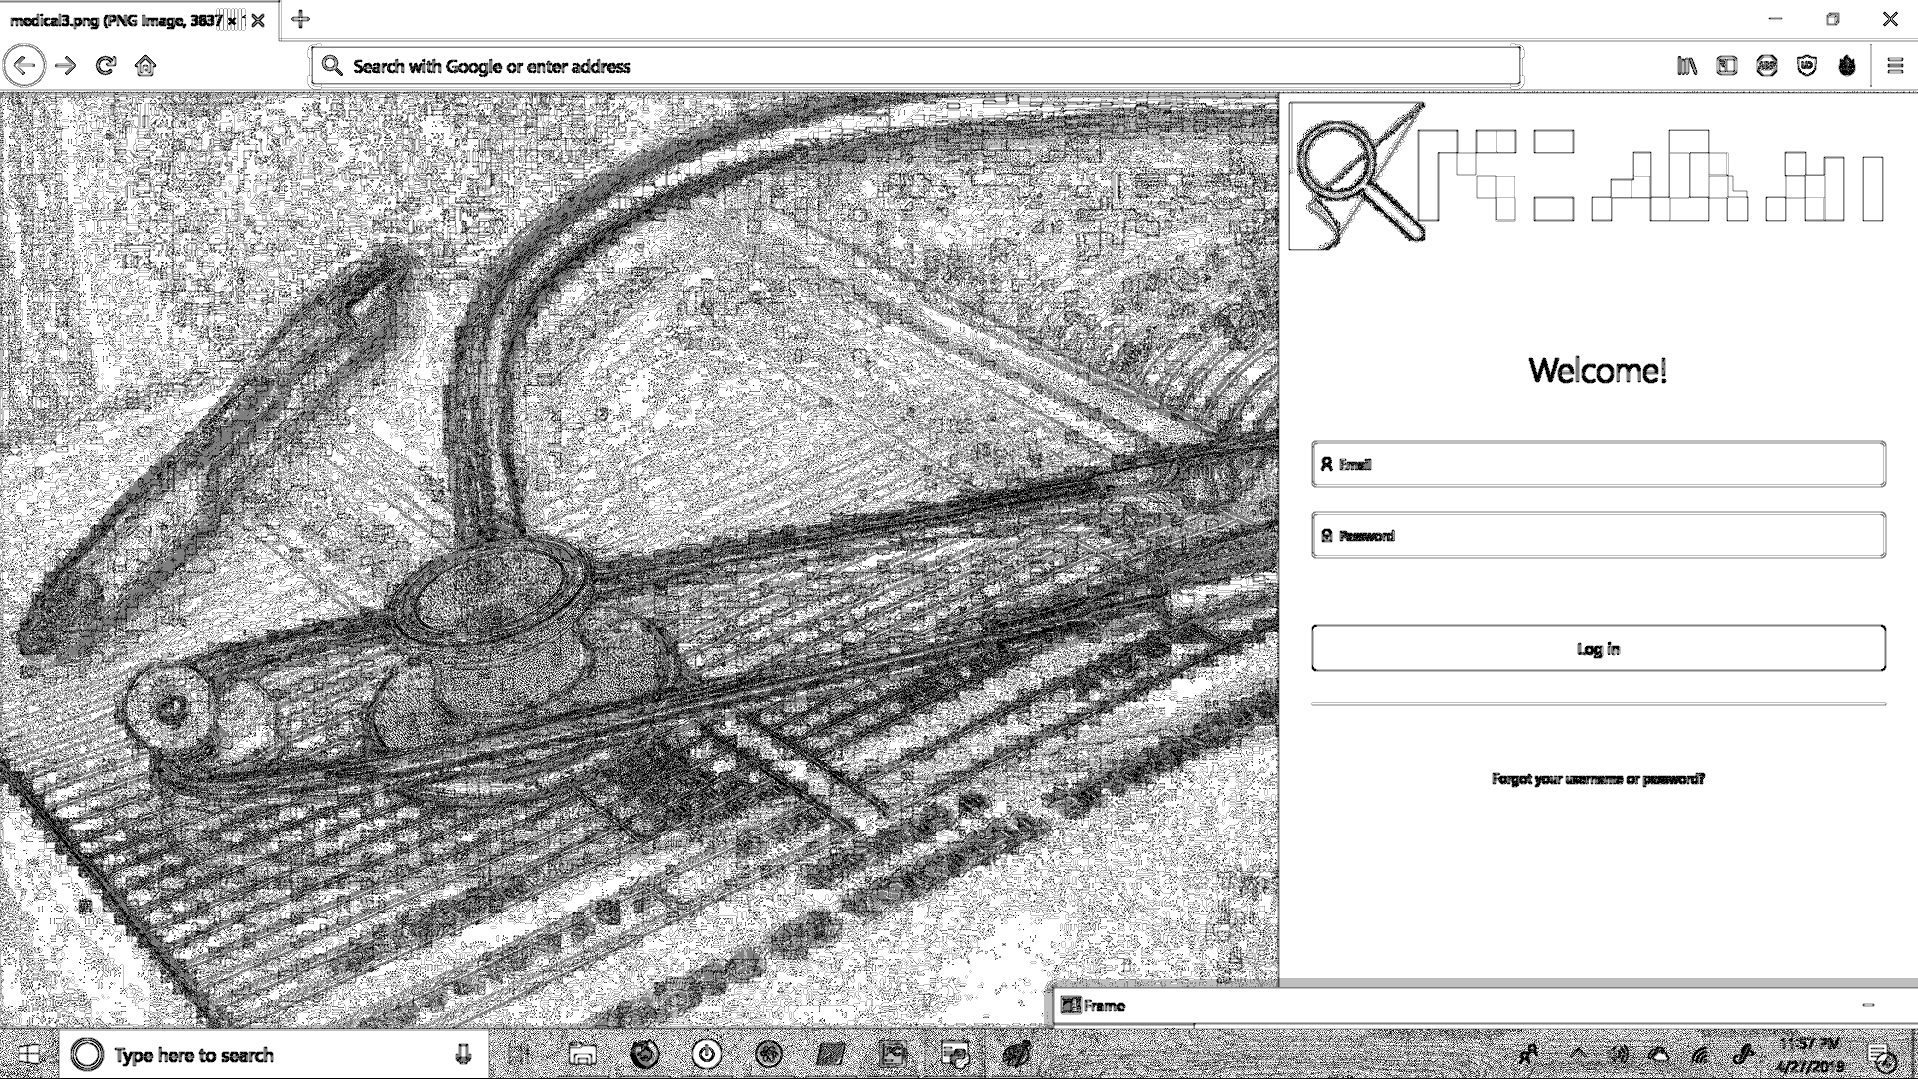 medical3.png (PNG Image, 3837 ×
Search with Google or enter address
Welcome!
Email
Password
Log in
Forgot your username or password?
Frame
Type here to search
11:57 PM
4/27/2019